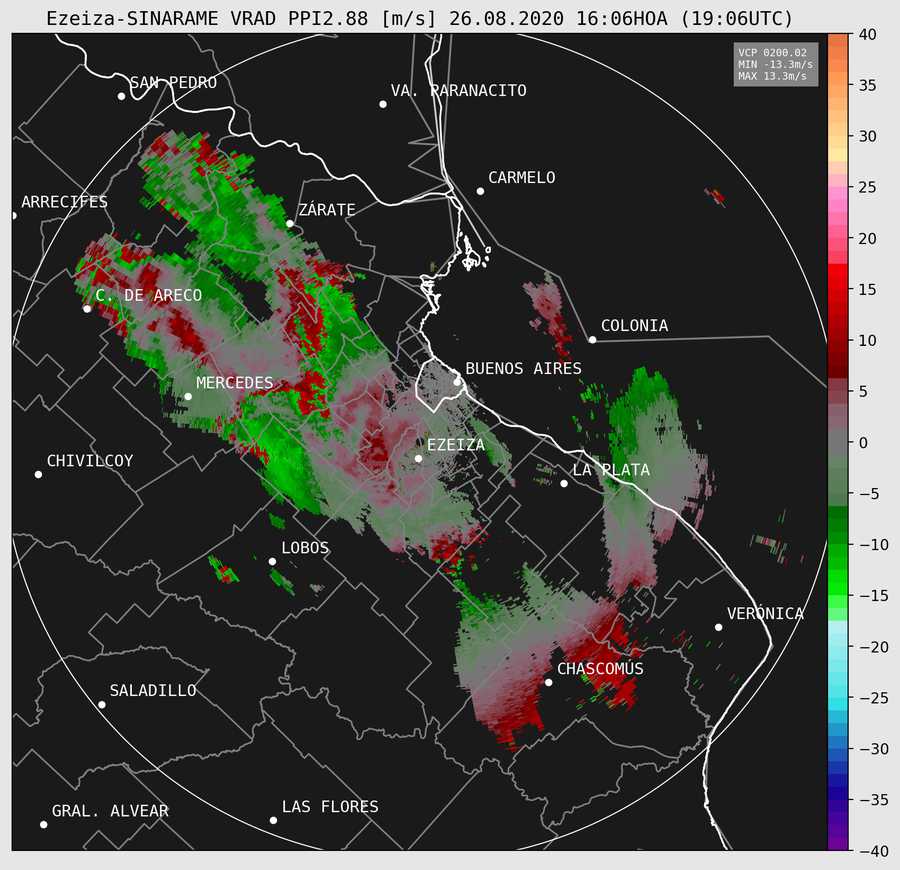 Ezeiza-SINARAME VRAD PPI2.88 [m/s] 26.08.2020 16:06HOA (19:06UTC)
VCP 0200.02
MIN -13.3m/s
MAX 13.3m/s
SAN PEDRO
VA. PARANACITO
CARMELO
ARRECIFES
ZÁRATE
C. DE ARECO
COLONIA
BUENOS AIRES
MERCEDES
EZEIZA
CHIVILCOY
LA PLATA
LOBOS
VERÓNICA
CHASCOMÚS
SALADILLO
LAS FLORES
GRAL. ALVEAR
40
35
30
25
20
15
10
5
0
−5
−10
−15
−20
−25
−30
−35
−40